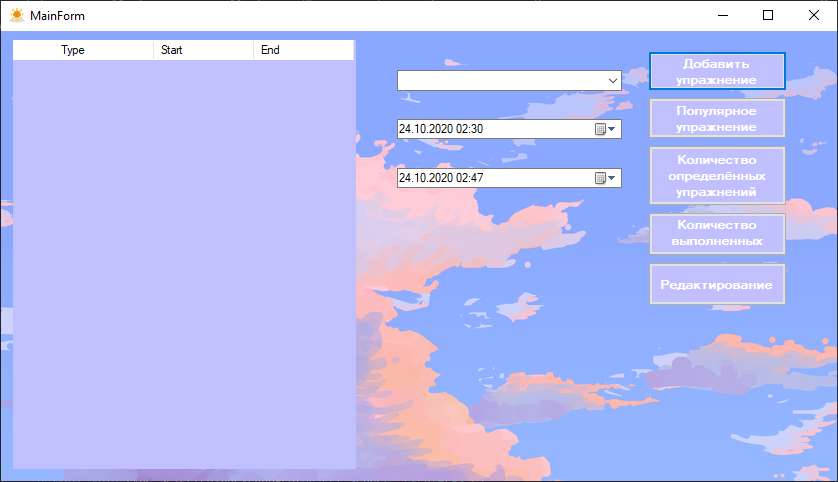 MainForm
Type Start End
24.10.2020 02:30
24.10.2020 02:47
Добавить
упражнение
Популярное
упражнение
Количество
определённых
упражнений
Количество
выполненных
Редактирование